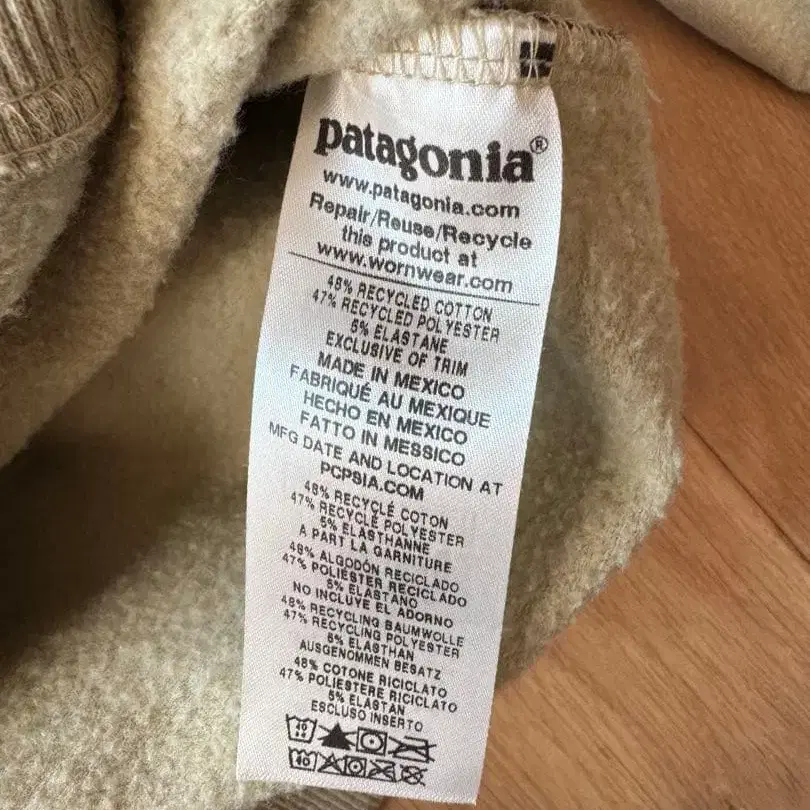 patagonia®
www.patagonia.com
Repair/Reuse/Recycle
this product at
www.wornwear.com
48% RECYCLED COTTON
47% RECYCLED POLYESTER
5% ELASTANE
EXCLUSIVE OF TRIM
MADE IN MEXICO
FABRIQUÉ AU MEXIQUE
HECHO EN MEXICO
FATTO IN MESSICO
MFG DATE AND LOCATION AT
PCPSIA.COM
48% RECYCLÉ COTON
47% RECYCLÉ POLYESTER
5% ELASTHANNE
A PART LA GARNITURE
48% ALGODÓN RECICLADO
47% POLIÉSTER RECICLADO
5% ELASTANO
NO INCLUYE EL ADORNO
48% RECYCLING BAUMWOLLE
47% RECYCLING POLYESTER
5% ELASTHAN
AUSGENOMMEN BESATZ
48% COTONE RICICLATO
47% POLIESTERE RICICLATO
5% ELASTAN
ESCLUSO INSERTO
40
40